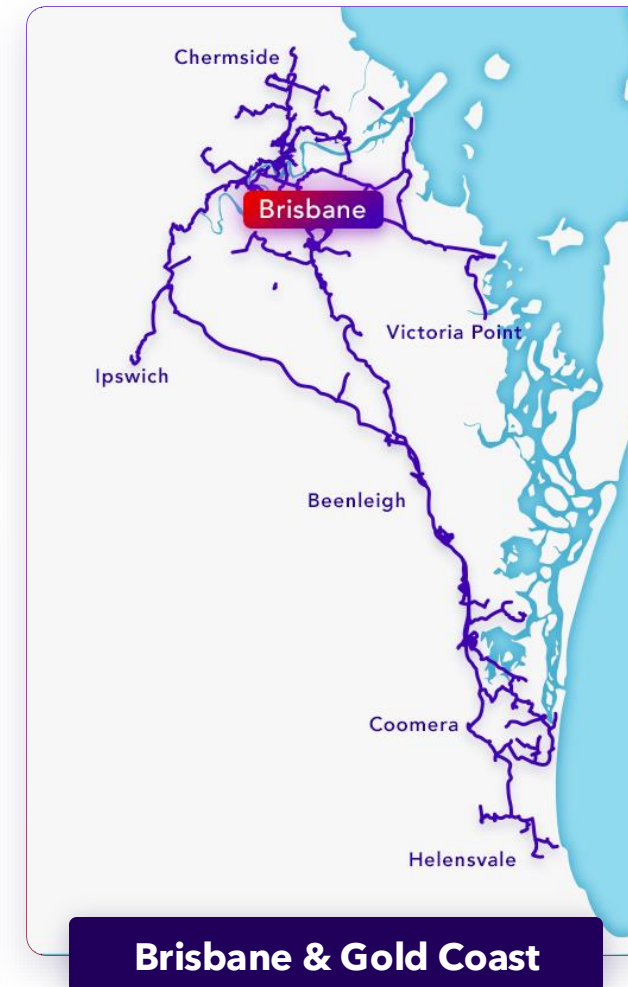 Chermside
Brisbane
Victoria Point
Ipswich
Beenleigh
Coomera
Helensvale
Brisbane & Gold Coast